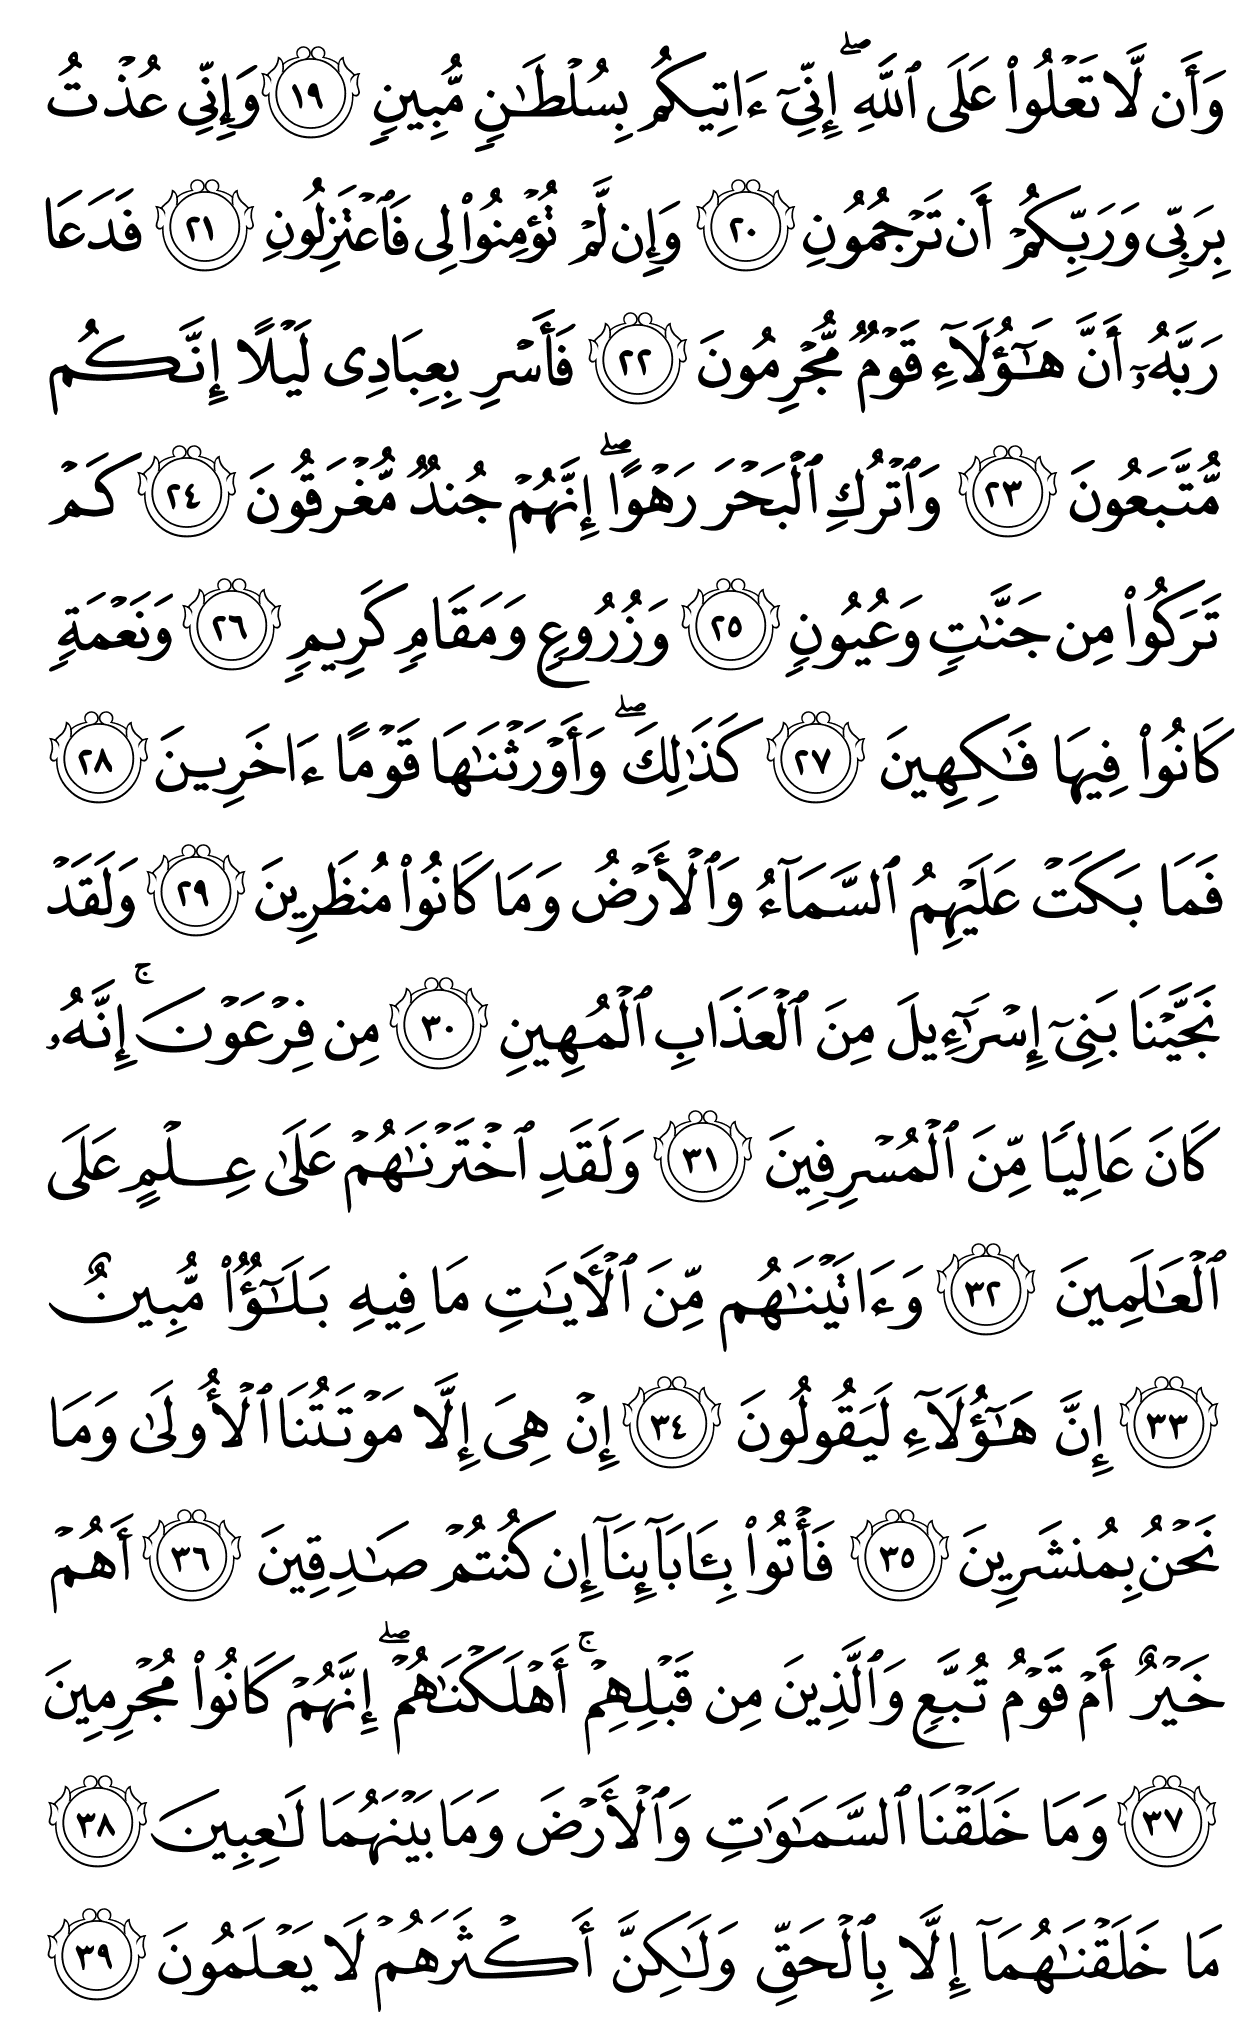 وَأَن لَّا تَعْلُوا۟ عَلَى ٱللَّهِ ۖ إِنِّىٓ ءَاتِيكُم بِسُلْطَـٰنٍ مُّبِينٍ ١٩ وَإِنِّى عُذْتُ
بِرَبِّى وَرَبِّكُمْ أَن تَرْجُمُونِ ٢٠ وَإِن لَّمْ تُؤْمِنُوا۟ لِى فَٱعْتَزِلُونِ ٢١ فَدَعَا
رَبَّهُۥٓ أَنَّ هَـٰٓؤُلَآءِ قَوْمٌ مُّجْرِمُونَ ٢٢ فَأَسْرِ بِعِبَادِى لَيْلًا إِنَّكُم
مُّتَّبَعُونَ ٢٣ وَٱتْرُكِ ٱلْبَحْرَ رَهْوًا ۖ إِنَّهُمْ جُندٌ مُّغْرَقُونَ ٢٤ كَمْ
تَرَكُوا۟ مِن جَنَّـٰتٍ وَعُيُونٍ ٢٥ وَزُرُوعٍ وَمَقَامٍ كَرِيمٍ ٢٦ وَنَعْمَةٍ
كَانُوا۟ فِيهَا فَـٰكِهِينَ ٢٧ كَذَٰلِكَ ۖ وَأَوْرَثْنَـٰهَا قَوْمًا ءَاخَرِينَ ٢٨
فَمَا بَكَتْ عَلَيْهِمُ ٱلسَّمَآءُ وَٱلْأَرْضُ وَمَا كَانُوا۟ مُنظَرِينَ ٢٩ وَلَقَدْ
نَجَّيْنَا بَنِىٓ إِسْرَٰٓءِيلَ مِنَ ٱلْعَذَابِ ٱلْمُهِينِ ٣٠ مِن فِرْعَوْنَ ۚ إِنَّهُۥ
كَانَ عَالِيًا مِّنَ ٱلْمُسْرِفِينَ ٣١ وَلَقَدِ ٱخْتَرْنَـٰهُمْ عَلَىٰ عِلْمٍ عَلَى
ٱلْعَـٰلَمِينَ ٣٢ وَءَاتَيْنَـٰهُم مِّنَ ٱلْـَٔايَـٰتِ مَا فِيهِ بَلَـٰٓؤٌا۟ مُّبِينٌ
٣٣ إِنَّ هَـٰٓؤُلَآءِ لَيَقُولُونَ ٣٤ إِنْ هِىَ إِلَّا مَوْتَتُنَا ٱلْأُولَىٰ وَمَا
نَحْنُ بِمُنشَرِينَ ٣٥ فَأْتُوا۟ بِـَٔابَآئِنَآ إِن كُنتُمْ صَـٰدِقِينَ ٣٦ أَهُمْ
خَيْرٌ أَمْ قَوْمُ تُبَّعٍ وَٱلَّذِينَ مِن قَبْلِهِمْ ۚ أَهْلَكْنَـٰهُمْ ۖ إِنَّهُمْ كَانُوا۟ مُجْرِمِينَ
٣٧ وَمَا خَلَقْنَا ٱلسَّمَـٰوَٰتِ وَٱلْأَرْضَ وَمَا بَيْنَهُمَا لَـٰعِبِينَ ٣٨
مَا خَلَقْنَـٰهُمَآ إِلَّا بِٱلْحَقِّ وَلَـٰكِنَّ أَكْثَرَهُمْ لَا يَعْلَمُونَ ٣٩